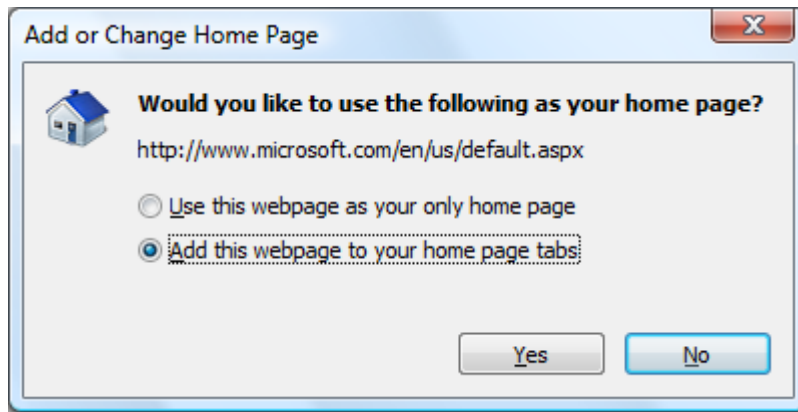 Add or Change Home Page
Would you like to use the following as your home page?
http://www.microsoft.com/en/us/default.aspx
Use this webpage as your only home page
Add this webpage to your home page tabs
Yes
No